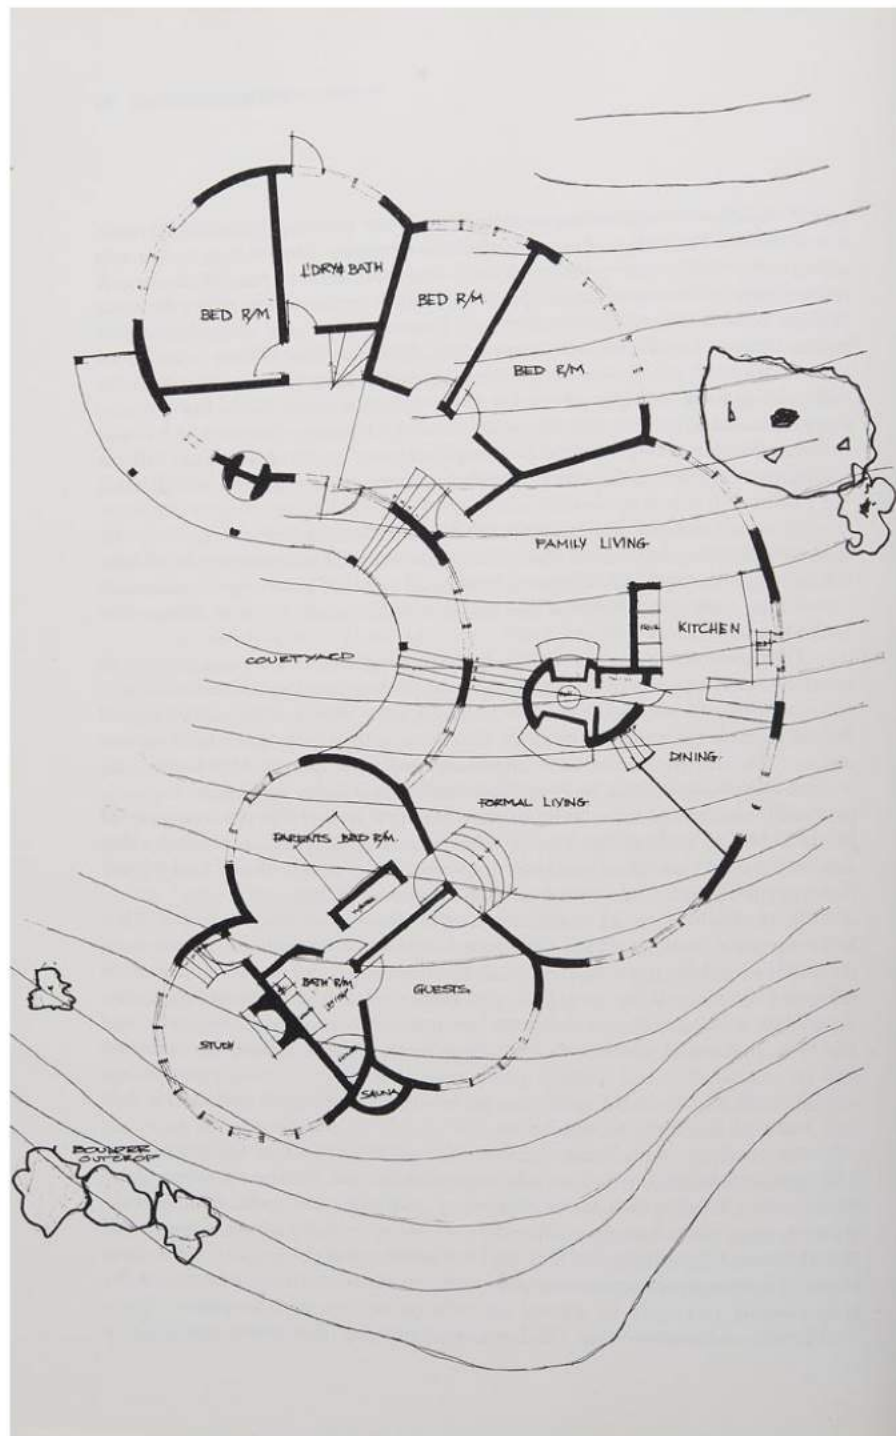 L'DRY & BATH
BED R/M
BED R/M
BED R/M
FAMILY LIVING
KITCHEN
COURTYARD
DINING
FORMAL LIVING
PARENTS BED R/M.
BATH R/M
GUESTS
STUDY
SAUNA
BOULDER
OUTCROP